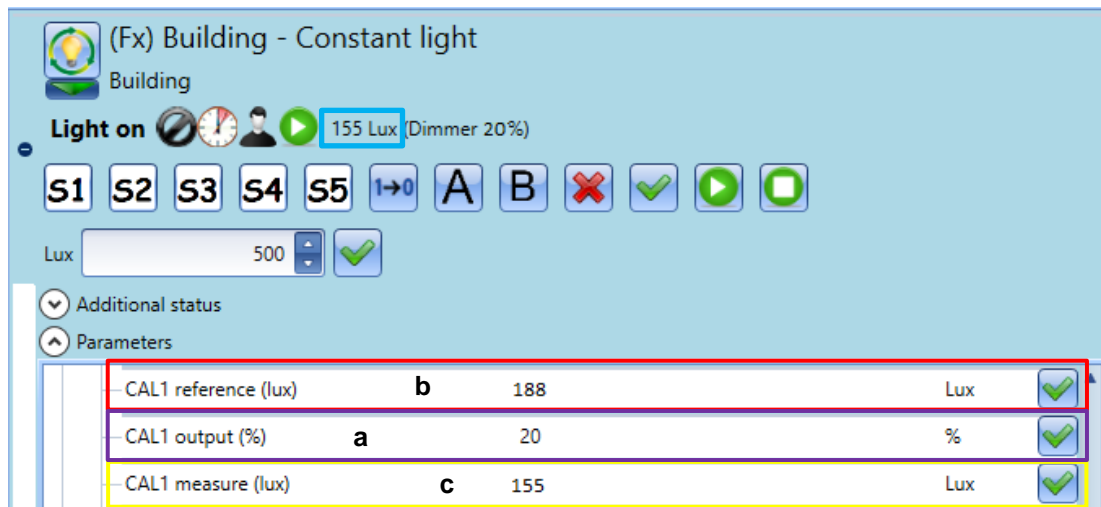 (Fx) Building - Constant light
Building
Light on 155 Lux (Dimmer 20%)
S1 S2 S3 S4 S5 1→0 A B
Lux 500
Additional status
Parameters
CAL1 reference (lux) b 188 Lux
CAL1 output (%) a 20 %
CAL1 measure (lux) c 155 Lux